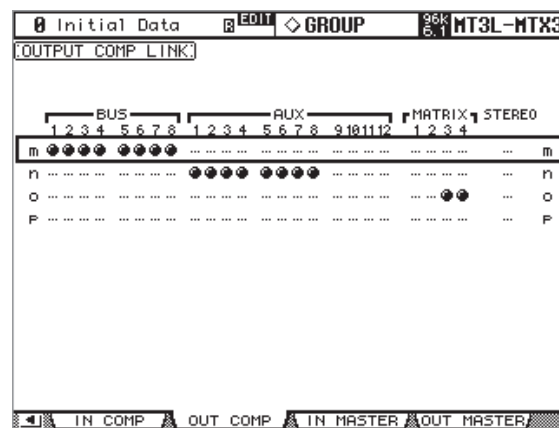 0 Initial Data R EDIT ◇GROUP 96K 6.1 MT3L-MTX3
OUTPUT COMP LINK
BUS AUX MATRIX STEREO
1 2 3 4 5 6 7 8 1 2 3 4 5 6 7 8 9 10 11 12 1 2 3 4
m m
n n
o o
P P
IN COMP OUT COMP IN MASTER OUT MASTER